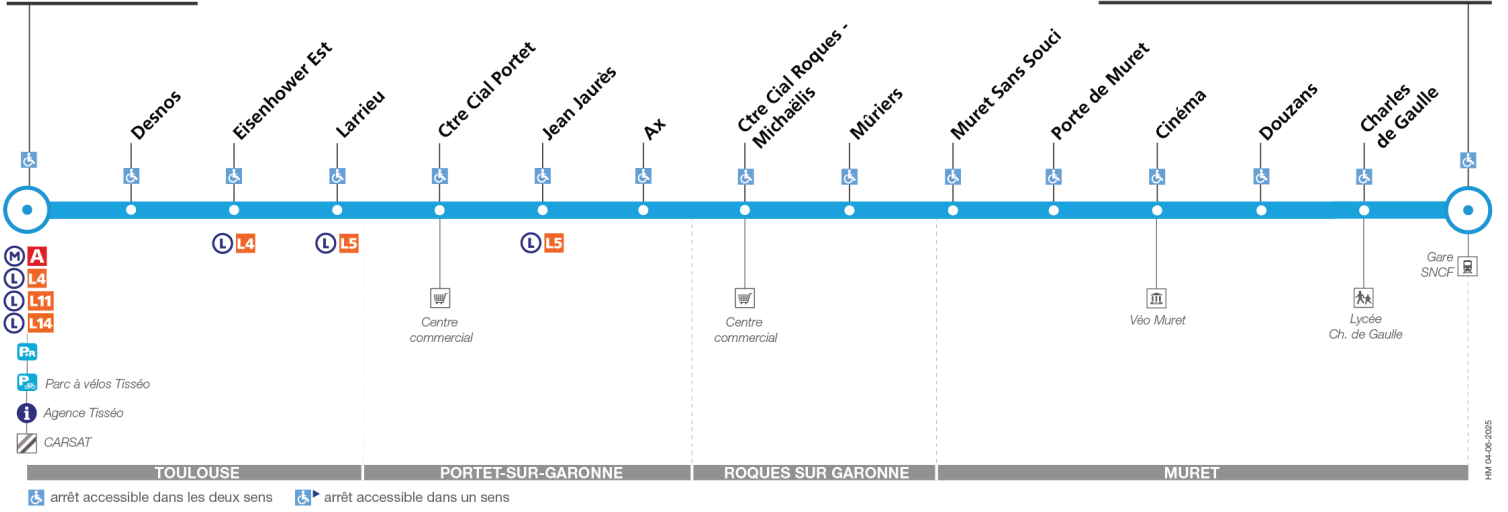 Desnos
Eisenhower Est
Larrieu
Ctre Cial Portet
Jean Jaurès
Ax
Ctre Cial Roques -
Michaëlis
Mûriers
Muret Sans Souci
Porte de Muret
Cinéma
Douzans
Charles
de Gaulle
M A
L L4
L L11
L L14
P+R
P
Parc à vélos Tisséo
i Agence Tisséo
CARSAT
L L4
L L5
L L5
Centre
commercial
Centre
commercial
Véo Muret
Lycée
Ch. de Gaulle
Gare
SNCF
TOULOUSE
PORTET-SUR-GARONNE
ROQUES SUR GARONNE
MURET
arrêt accessible dans les deux sens
arrêt accessible dans un sens
HM 04-06-2025